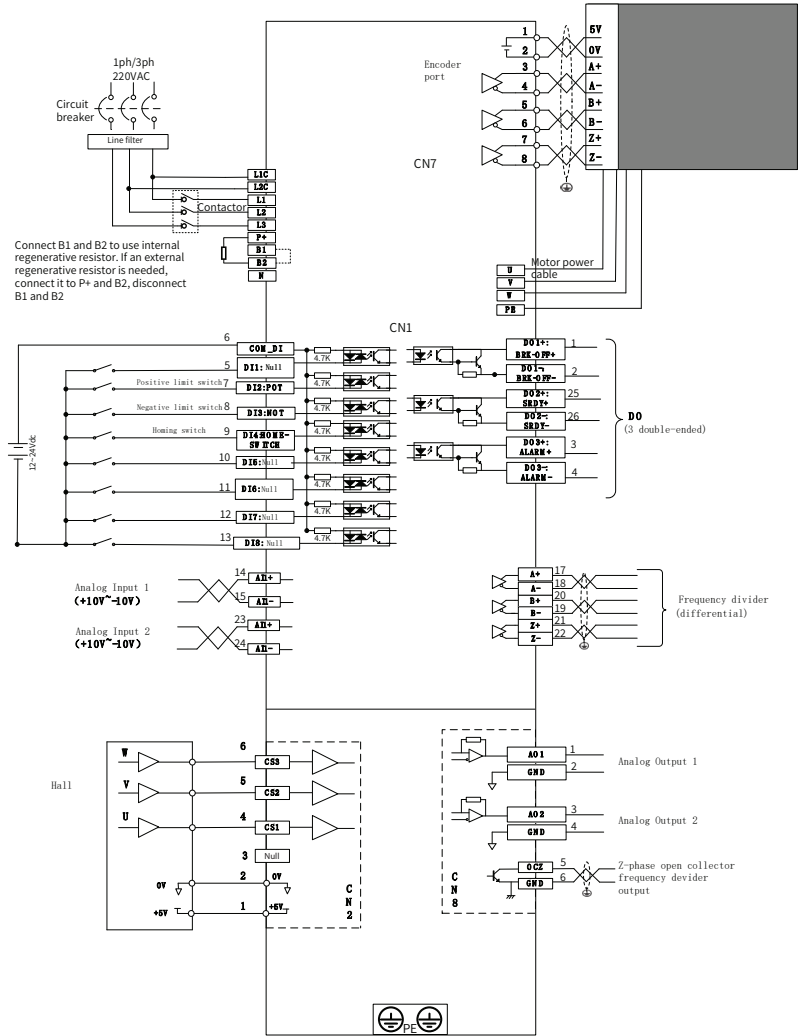 1ph/3ph
220VAC
Circuit
breaker
Line filter
L1C
L2C
L1
Contactor
L2
L3
P+
B1
B2
N
Connect B1 and B2 to use internal
regenerative resistor. If an external
regenerative resistor is needed,
connect it to P+ and B2, disconnect
B1 and B2
Encoder
port
CN7
1
5V
2
0V
3
A+
4
A-
5
B+
6
B-
7
Z+
8
Z-
Motor power
cable
U
V
W
PE
CN1
12~24Vdc
6
COM_DI
4.7K
5
DI1: Null
Positive limit switch
7
DI2:POT
Negative limit switch
8
DI3:NOT
Homing switch
9
DI4:HOME-
SWITCH
10
DI5:Null
11
DI6:Null
12
DI7:Null
4.7K
13
DI8: Null
DO1+:
BRK-OFF+
1
DO1-:
BRK-OFF-
2
DO2+:
SRDY+
25
DO2-:
SRDY-
26
DO3+:
ALARM+
3
DO3-:
ALARM-
4
DO
(3 double-ended)
Analog Input 1
(+10V~-10V)
14
AI1+
15
AI1-
Analog Input 2
(+10V~-10V)
23
AI1+
24
AI1-
A+
17
A-
18
B+
20
B-
19
Z+
21
Z-
22
Frequency divider
(differential)
Hall
W
V
U
6
CS3
5
CS2
4
CS1
3
Null
0V
2
0V
+5V
1
+5V
C
N
2
C
N
8
AO1
1
GND
2
Analog Output 1
AO2
3
GND
4
Analog Output 2
OCZ
5
GND
6
Z-phase open collector
frequency devider
output
PE